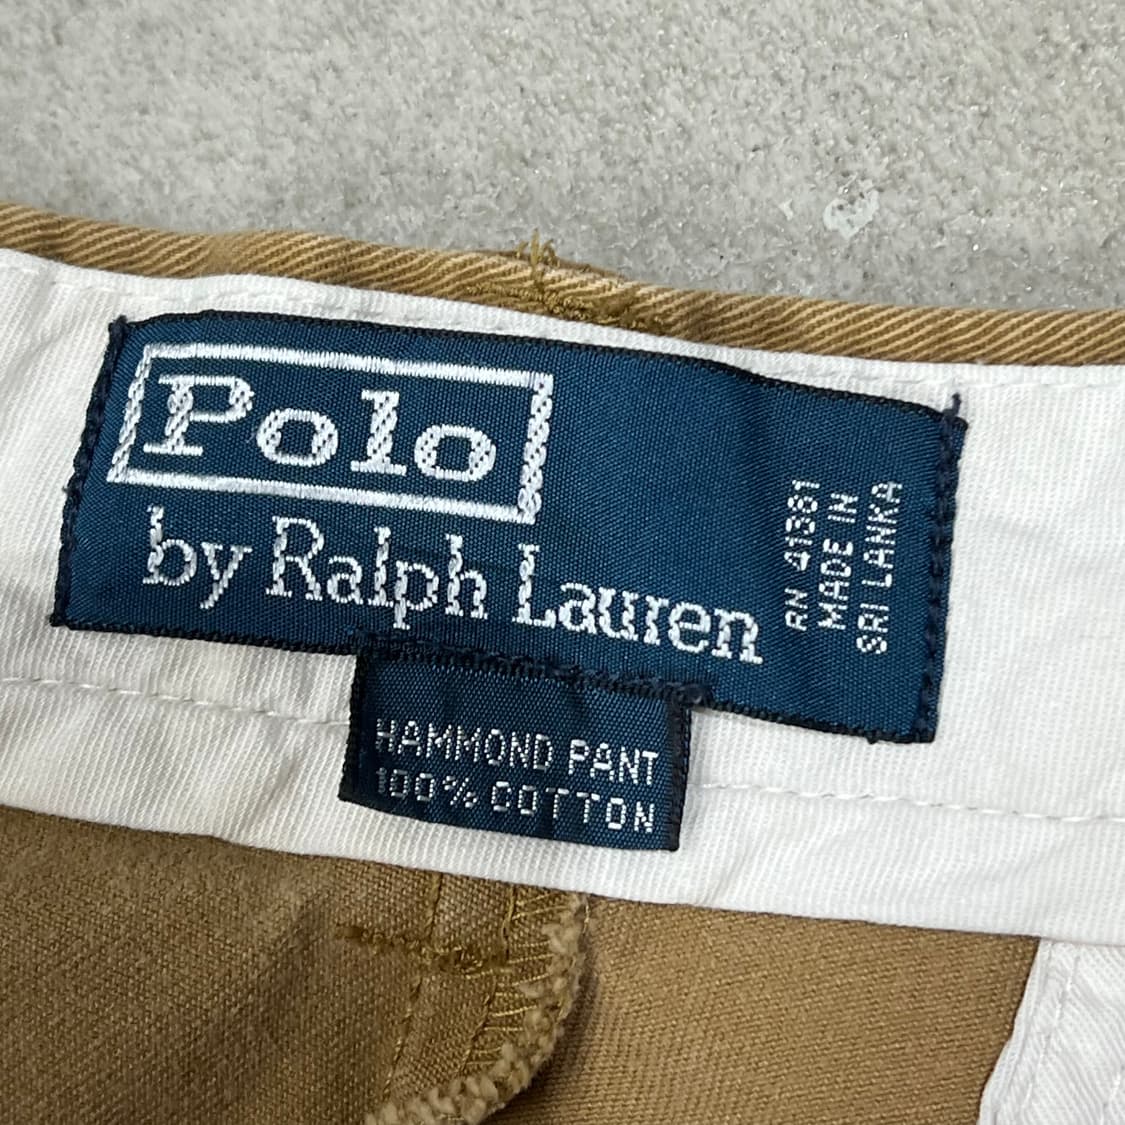 Polo
by Ralph Lauren
RN 41381
MADE IN
SRI LANKA
HAMMOND PANT
100% COTTON